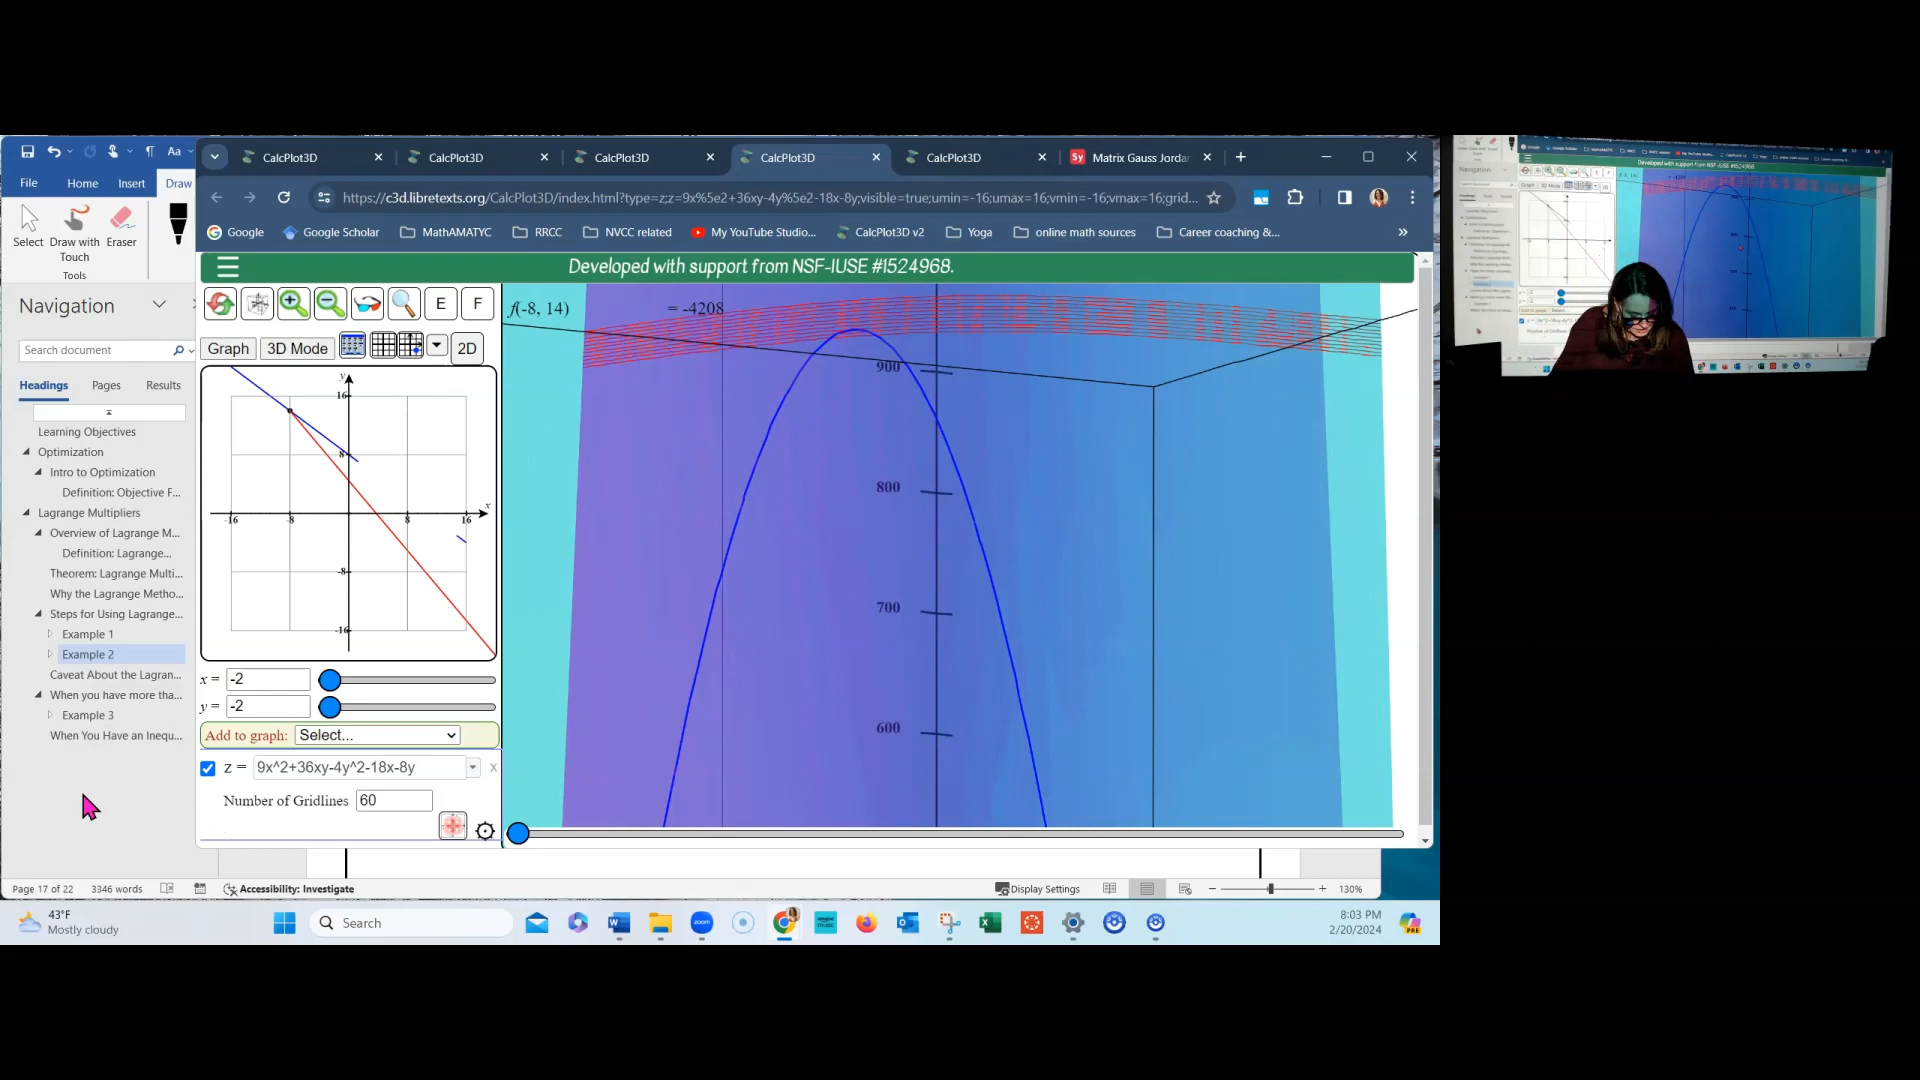 Aa
CalcPlot3D
CalcPlot3D
CalcPlot3D
CalcPlot3D
CalcPlot3D
Sy Matrix Gauss Jordan
File Home Insert Draw
https://c3d.libretexts.org/CalcPlot3D/index.html?type=z;z=9x%5e2+36xy-4y%5e2-18x-8y;visible=true;umin=-16;umax=16;vmin=-16;vmax=16;grid...
Google
Google Scholar
MathAMATYC
RRCC
NVCC related
My YouTube Studio...
CalcPlot3D v2
Yoga
online math sources
Career coaching &...
Select
Draw with Touch
Eraser
Tools
Developed with support from NSF-IUSE #1524968.
E F
Graph
3D Mode
2D
f(-8, 14) = -4208
Navigation
Search document
Headings Pages Results
Learning Objectives
Optimization
Intro to Optimization
Definition: Objective F...
Lagrange Multipliers
Overview of Lagrange M...
Definition: Lagrange...
Theorem: Lagrange Multi...
Why the Lagrange Metho...
Steps for Using Lagrange...
Example 1
Example 2
Caveat About the Lagran...
When you have more tha...
Example 3
When You Have an Inequ...
y
16
8
x
-16 -8 8 16
-8
-16
900
800
700
600
x = -2
y = -2
Add to graph: Select...
z = 9x^2+36xy-4y^2-18x-8y
x
Number of Gridlines 60
Page 17 of 22
3346 words
Accessibility: Investigate
Display Settings
130%
43°F
Mostly cloudy
Search
8:03 PM
2/20/2024
PRE